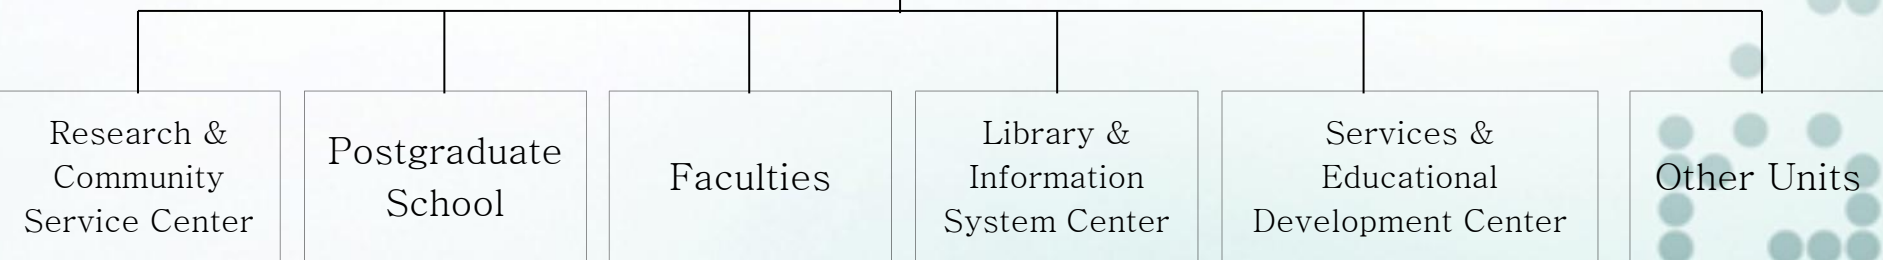 Research &
Community
Service Center
Postgraduate
School
Faculties
Library &
Information
System Center
Services &
Educational
Development Center
Other Units